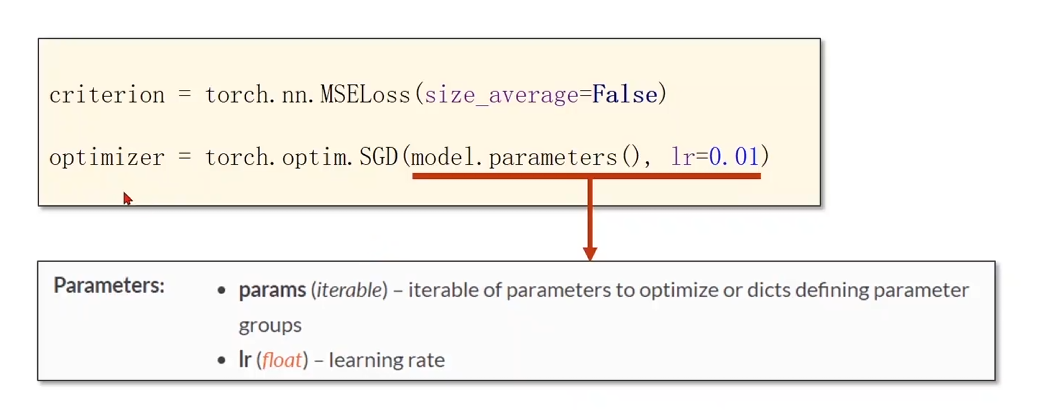 criterion = torch.nn.MSELoss(size_average=False)
optimizer = torch.optim.SGD(model.parameters(), lr=0.01)
Parameters:
• params (iterable) – iterable of parameters to optimize or dicts defining parameter
groups
• lr (float) – learning rate